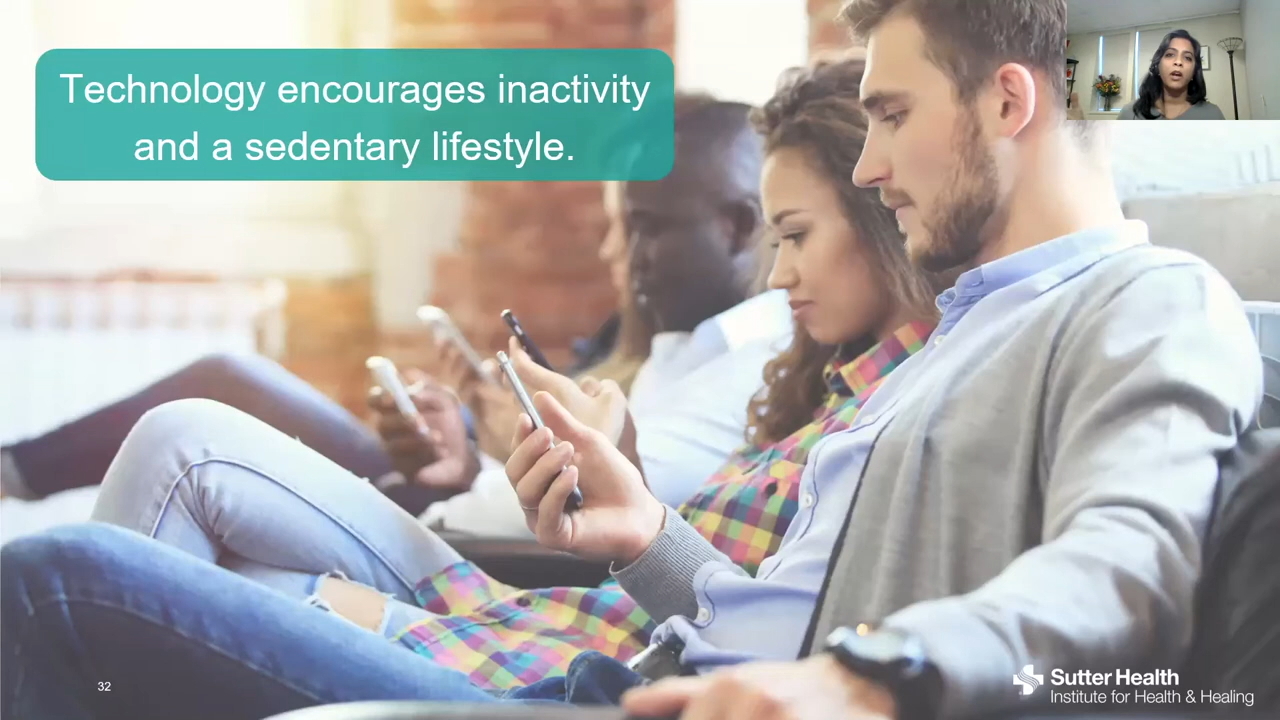 Technology encourages inactivity
and a sedentary lifestyle.
32
Sutter Health
Institute for Health & Healing